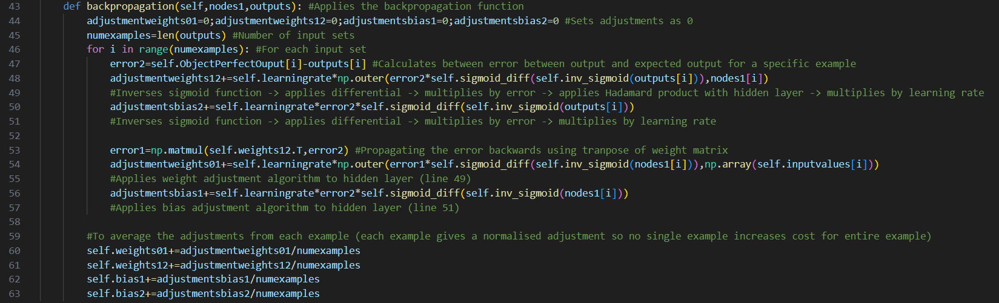 43 def backpropagation(self,nodes1,outputs): #Applies the backpropagation function
44 adjustmentweights01=0;adjustmentweights12=0;adjustmentsbias1=0;adjustmentsbias2=0 #Sets adjustments as 0
45 numexamples=len(outputs) #Number of input sets
46 for i in range(numexamples): #For each input set
47 error2=self.ObjectPerfectOuput[i]-outputs[i] #Calculates between error between output and expected output for a specific example
48 adjustmentweights12+=self.learningrate*np.outer(error2*self.sigmoid_diff(self.inv_sigmoid(outputs[i])),nodes1[i])
49 #Inverses sigmoid function -> applies differential -> multiplies by error -> applies Hadamard product with hidden layer -> multiplies by learning rate
50 adjustmentsbias2+=self.learningrate*error2*self.sigmoid_diff(self.inv_sigmoid(outputs[i]))
51 #Inverses sigmoid function -> applies differential -> multiplies by error -> multiplies by learning rate
52
53 error1=np.matmul(self.weights12.T,error2) #Propagating the error backwards using tranpose of weight matrix
54 adjustmentweights01+=self.learningrate*np.outer(error1*self.sigmoid_diff(self.inv_sigmoid(nodes1[i])),np.array(self.inputvalues[i]))
55 #Applies weight adjustment algorithm to hidden layer (line 49)
56 adjustmentsbias1+=self.learningrate*error2*self.sigmoid_diff(self.inv_sigmoid(nodes1[i]))
57 #Applies bias adjustment algorithm to hidden layer (line 51)
58
59 #To average the adjustments from each example (each example gives a normalised adjustment so no single example increases cost for entire example)
60 self.weights01+=adjustmentweights01/numexamples
61 self.weights12+=adjustmentweights12/numexamples
62 self.bias1+=adjustmentsbias1/numexamples
63 self.bias2+=adjustmentsbias2/numexamples